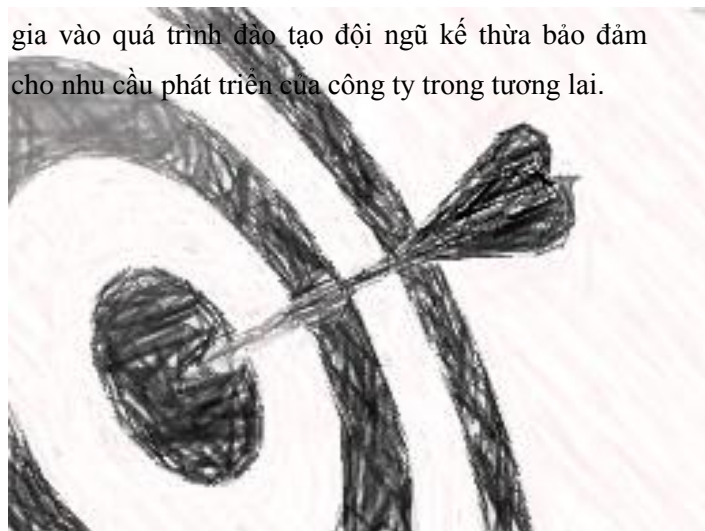 gia vào quá trình đào tạo đội ngũ kế thừa bảo đảm
cho nhu cầu phát triển của công ty trong tương lai.